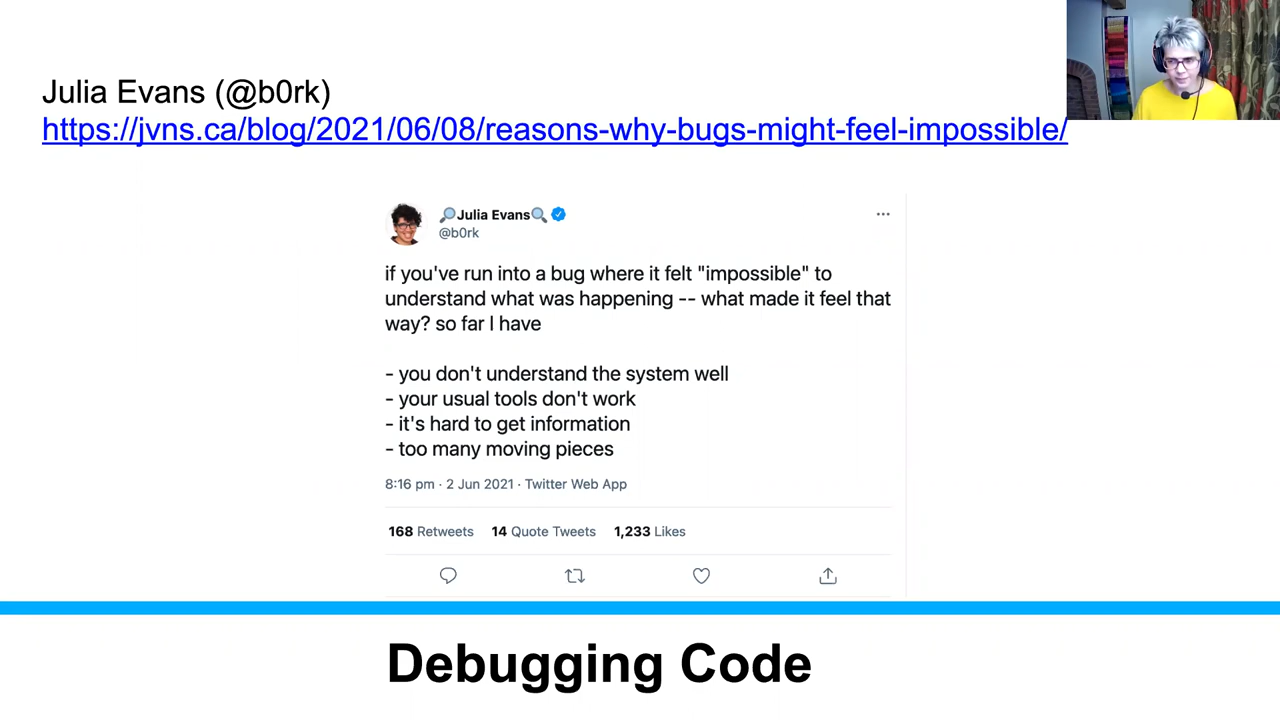 Julia Evans (@b0rk)
https://jvns.ca/blog/2021/06/08/reasons-why-bugs-might-feel-impossible/
🔎Julia Evans🔍
@b0rk
if you've run into a bug where it felt "impossible" to
understand what was happening -- what made it feel that
way? so far I have
- you don't understand the system well
- your usual tools don't work
- it's hard to get information
- too many moving pieces
8:16 pm · 2 Jun 2021 · Twitter Web App
168 Retweets 14 Quote Tweets 1,233 Likes
Debugging Code